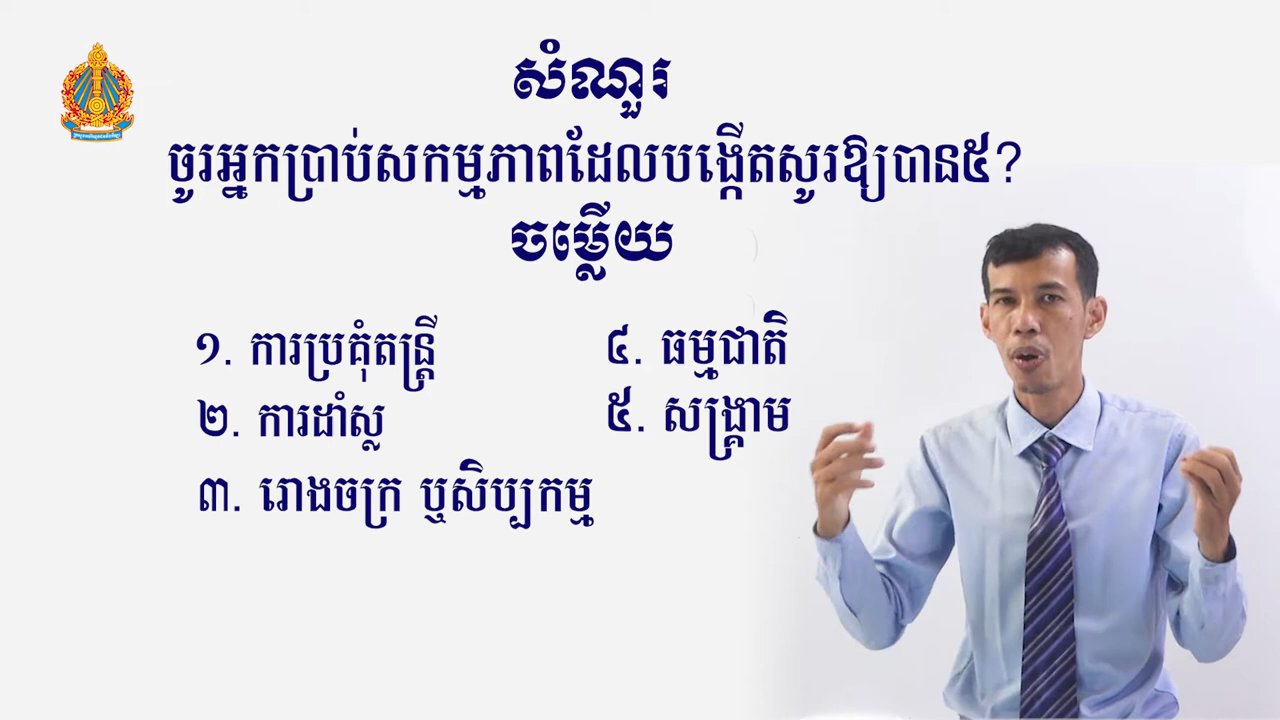 សំណួរ
ចូរអ្នកប្រាប់សកម្មភាពដែលបង្កើតសូរឱ្យបាន៥?
ចម្លើយ
១. ការប្រគុំតន្ត្រី
២. ការដាំស្ល
៣. រោងចក្រ ឬសិប្បកម្ម
៤. ធម្មជាតិ
៥. សង្គ្រាម